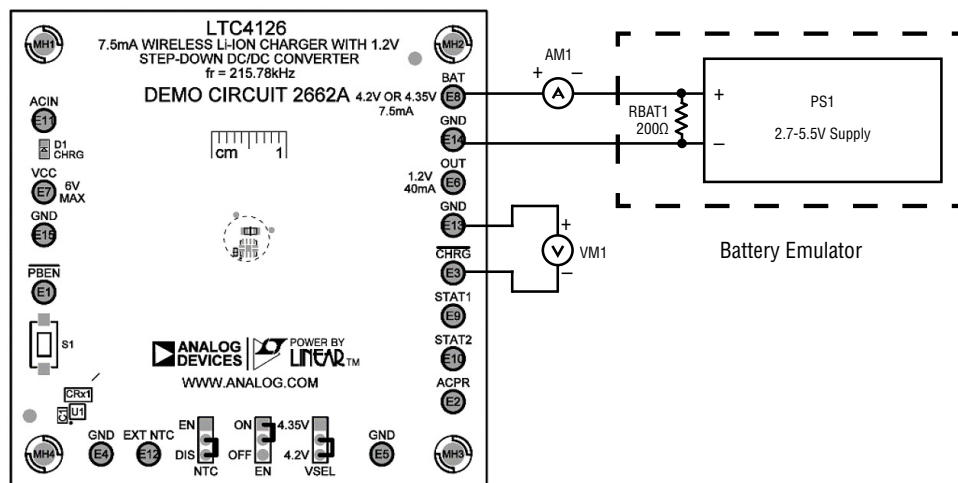 LTC4126
7.5mA WIRELESS Li-ION CHARGER WITH 1.2V
STEP-DOWN DC/DC CONVERTER
fr = 215.78kHz
DEMO CIRCUIT 2662A
MH1
MH2
ACIN
E11
D1
CHRG
VCC
E7
6V
MAX
GND
E15
PBEN
E1
S1
CRx1
C1
U1
cm 1
BAT
E8
4.2V OR 4.35V
7.5mA
GND
E14
OUT
E6
1.2V
40mA
GND
E13
CHRG
E3
STAT1
E9
STAT2
E10
ACPR
E2
ANALOG
DEVICES
POWER BY
LINEAR TM
WWW.ANALOG.COM
MH4
GND
E4
EXT NTC
E12
EN
DIS
NTC
ON
OFF
EN
4.35V
4.2V
VSEL
GND
E5
MH3
AM1
+ −
A
RBAT1
200Ω
+
−
PS1
2.7-5.5V Supply
+
V
−
VM1
Battery Emulator